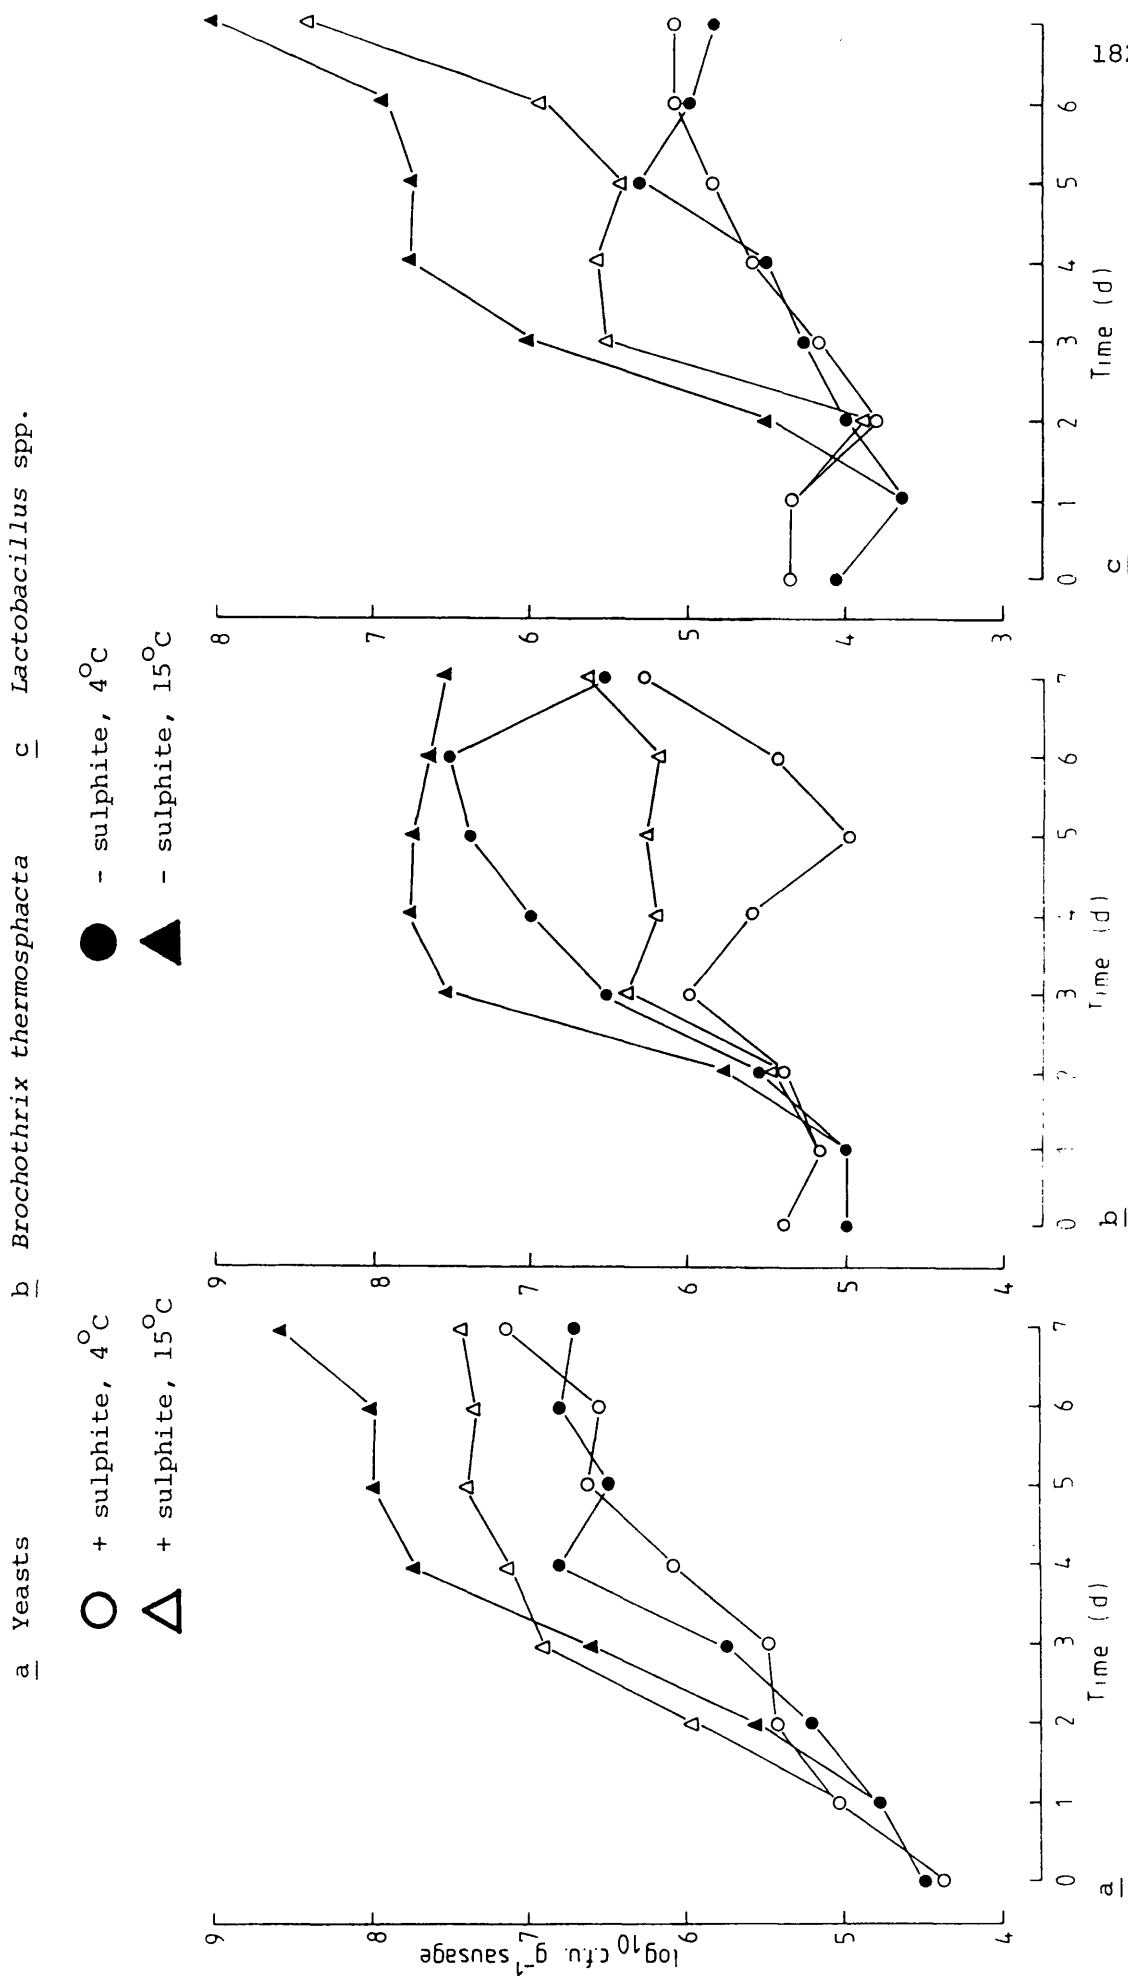 a Yeasts b Brochothrix thermosphacta c Lactobacillus spp.
+ sulphite, 4°C - sulphite, 4°C
+ sulphite, 15°C - sulphite, 15°C
log10 c.f.u. g-1 sausage
9
8
7
6
5
4
0 1 2 3 4 5 6 7
Time (d)
a
9
8
7
6
5
4
0 1 2 3 4 5 6 7
Time (d)
b
8
7
6
5
4
3
0 1 2 3 4 5 6
Time (d)
c
182